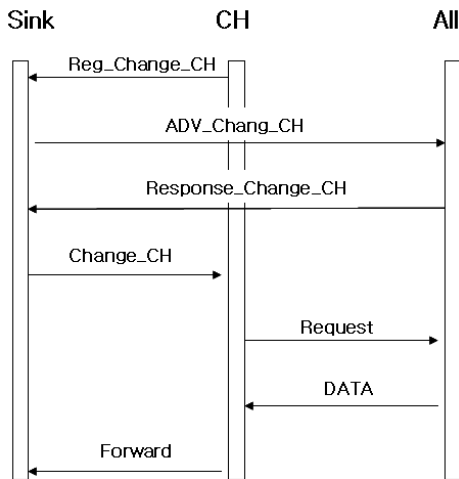 Sink CH All
Reg_Change_CH
ADV_Chang_CH
Response_Change_CH
Change_CH
Request
DATA
Forward